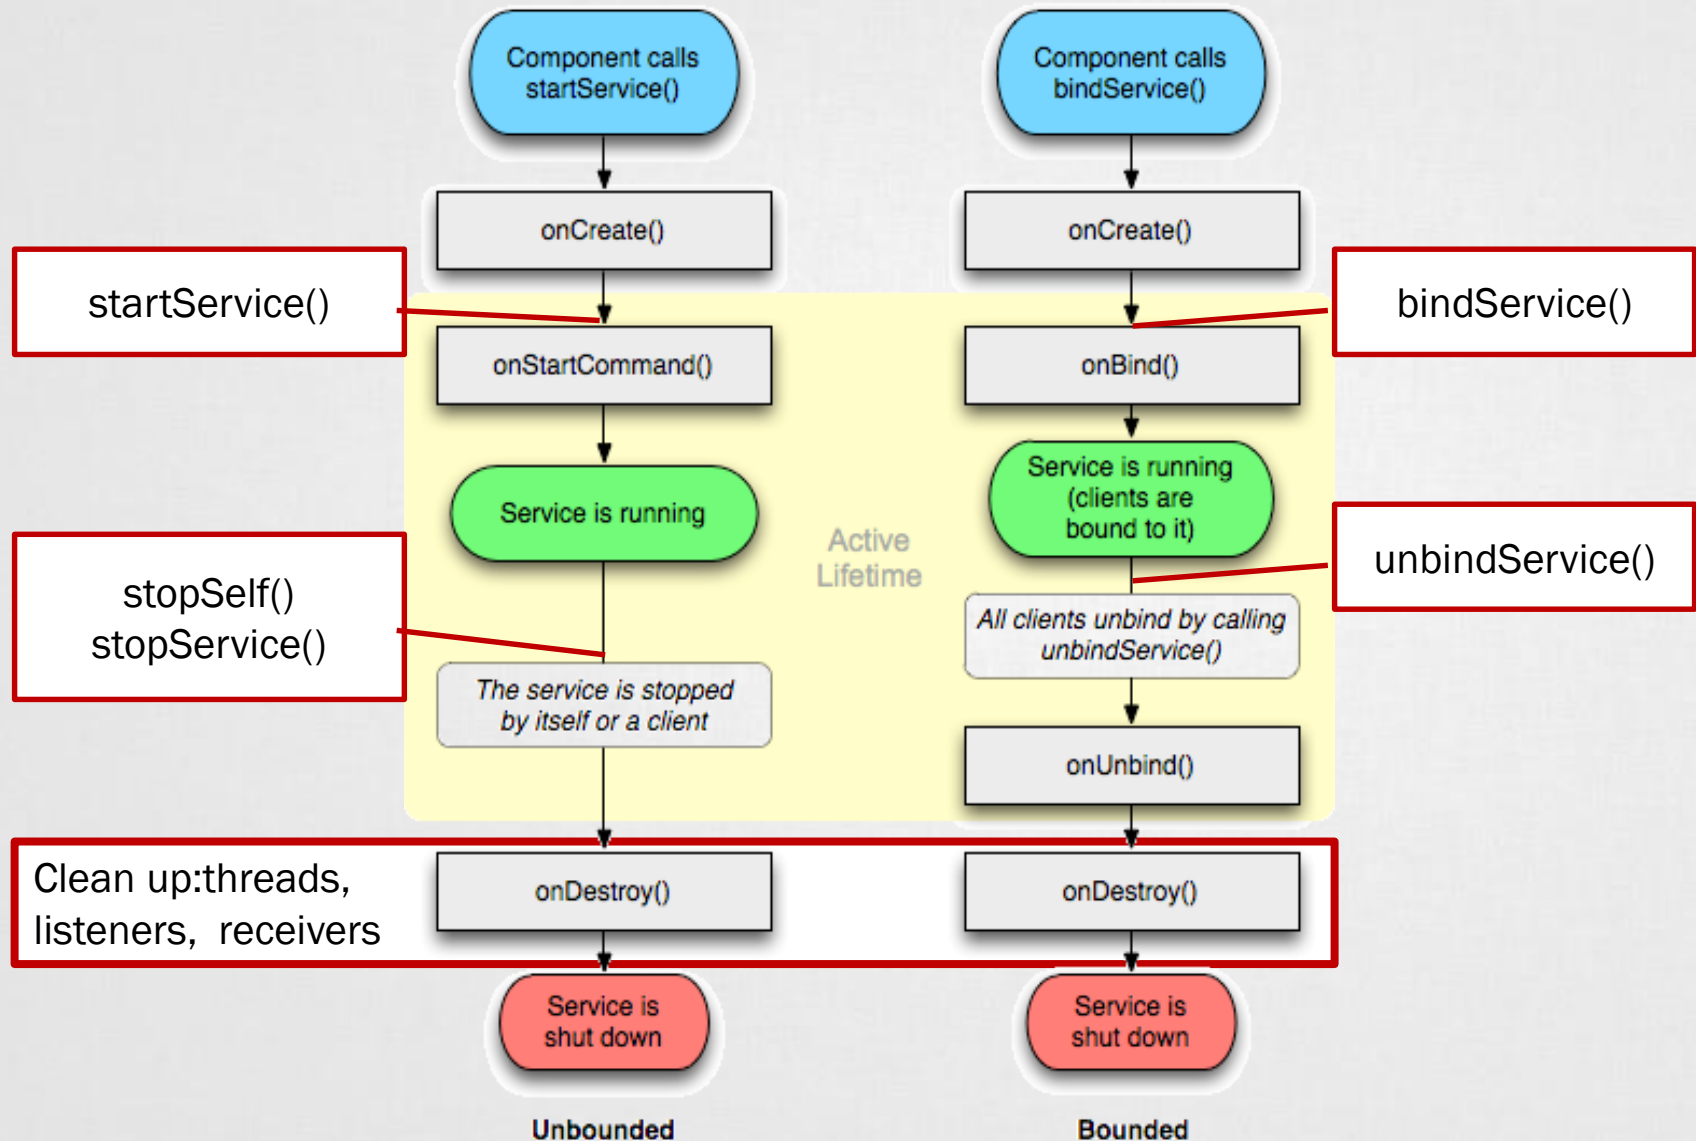 Component calls
startService()
Component calls
bindService()
onCreate()
onCreate()
startService()
bindService()
onStartCommand()
onBind()
Service is running
Service is running
(clients are
bound to it)
Active
Lifetime
stopSelf()
stopService()
unbindService()
All clients unbind by calling
unbindService()
The service is stopped
by itself or a client
onUnbind()
Clean up:threads,
listeners, receivers
onDestroy()
onDestroy()
Service is
shut down
Service is
shut down
Unbounded
Bounded